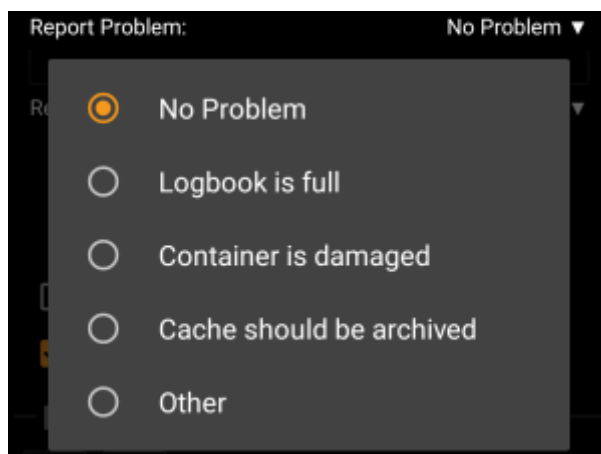 Report Problem: No Problem ▼
No Problem
Logbook is full
Container is damaged
Cache should be archived
Other